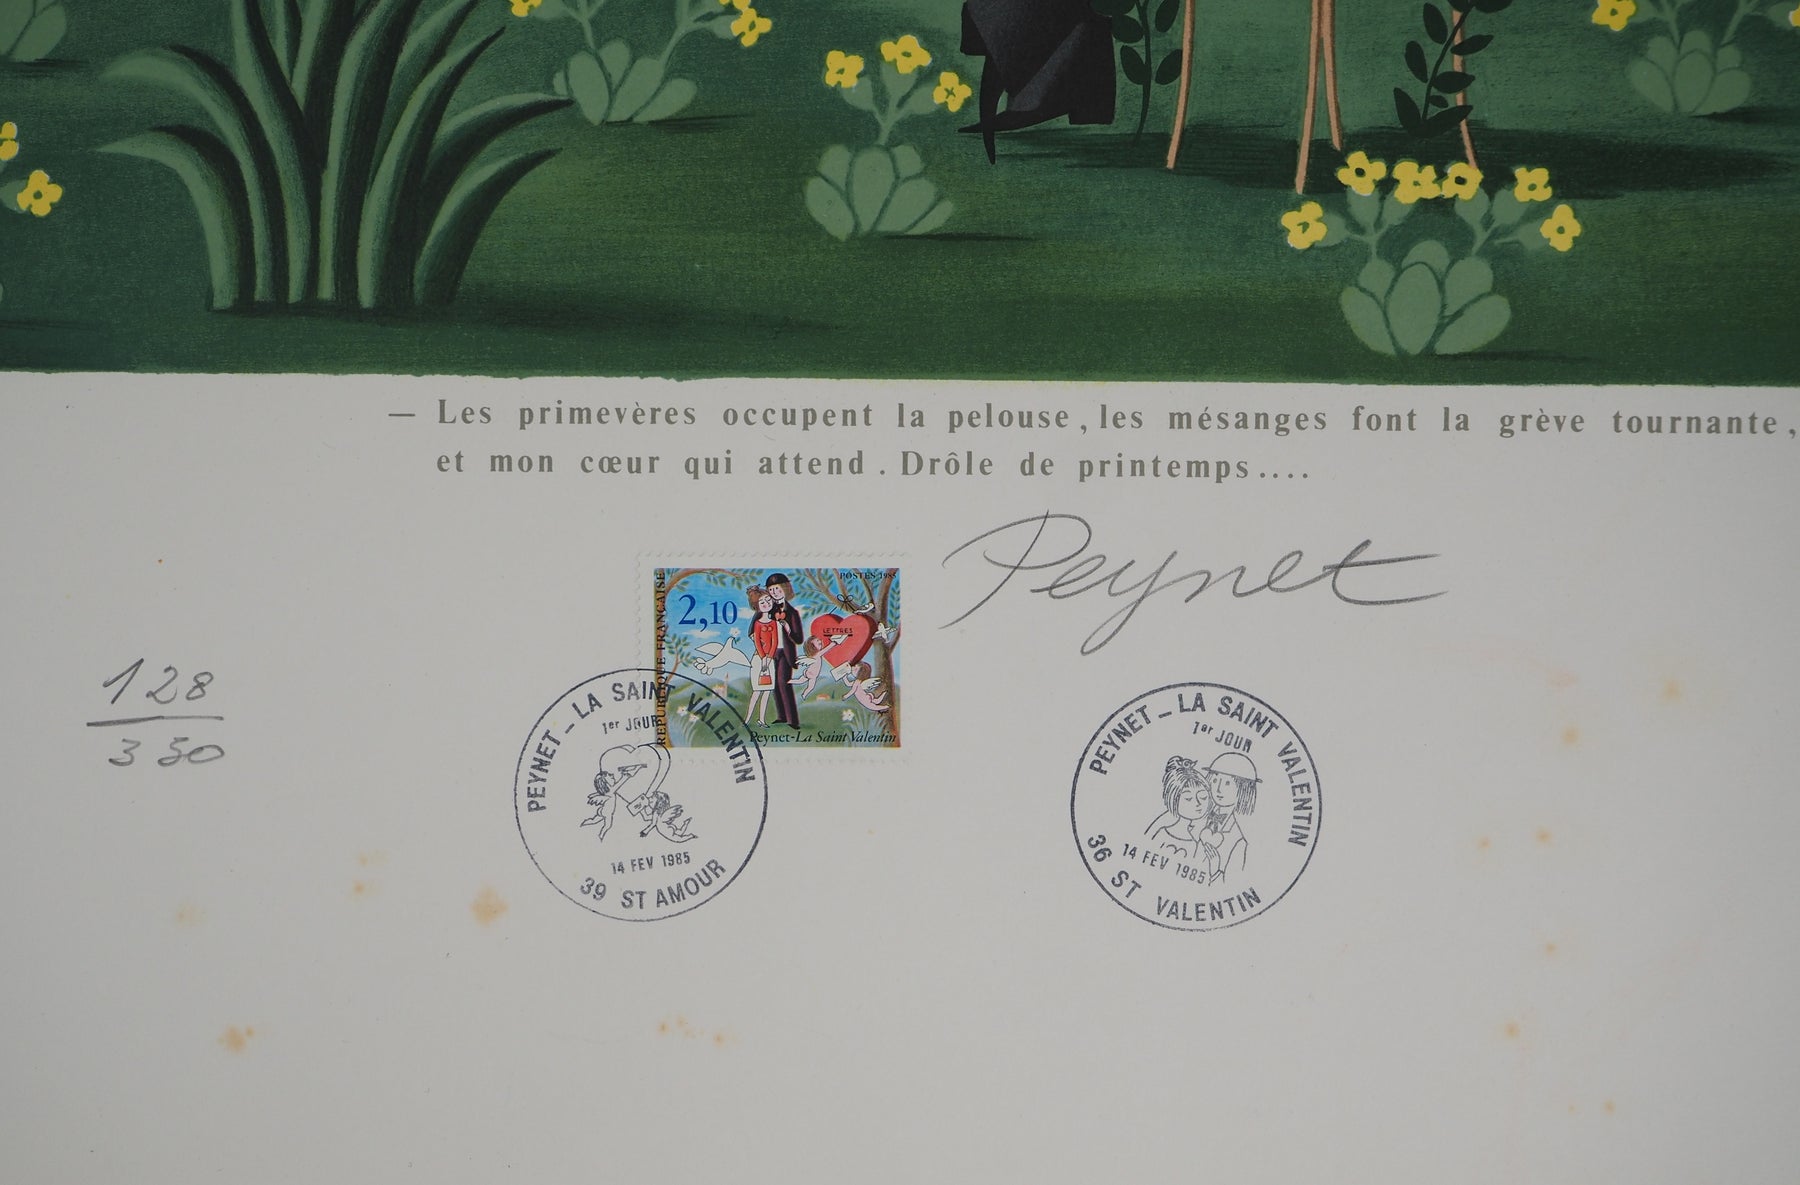 — Les primevères occupent la pelouse, les mésanges font la grève tournante,
et mon cœur qui attend. Drôle de printemps....
Peynet
POSTES 1985
2,10
RÉPUBLIQUE FRANÇAISE
LETTRES
Peynet-La Saint Valentin
128
330
PEYNET – LA SAINT VALENTIN
1er JOUR
14 FEV 1985
39 ST AMOUR
PEYNET – LA SAINT VALENTIN
1er JOUR
14 FEV 1985
36 ST VALENTIN